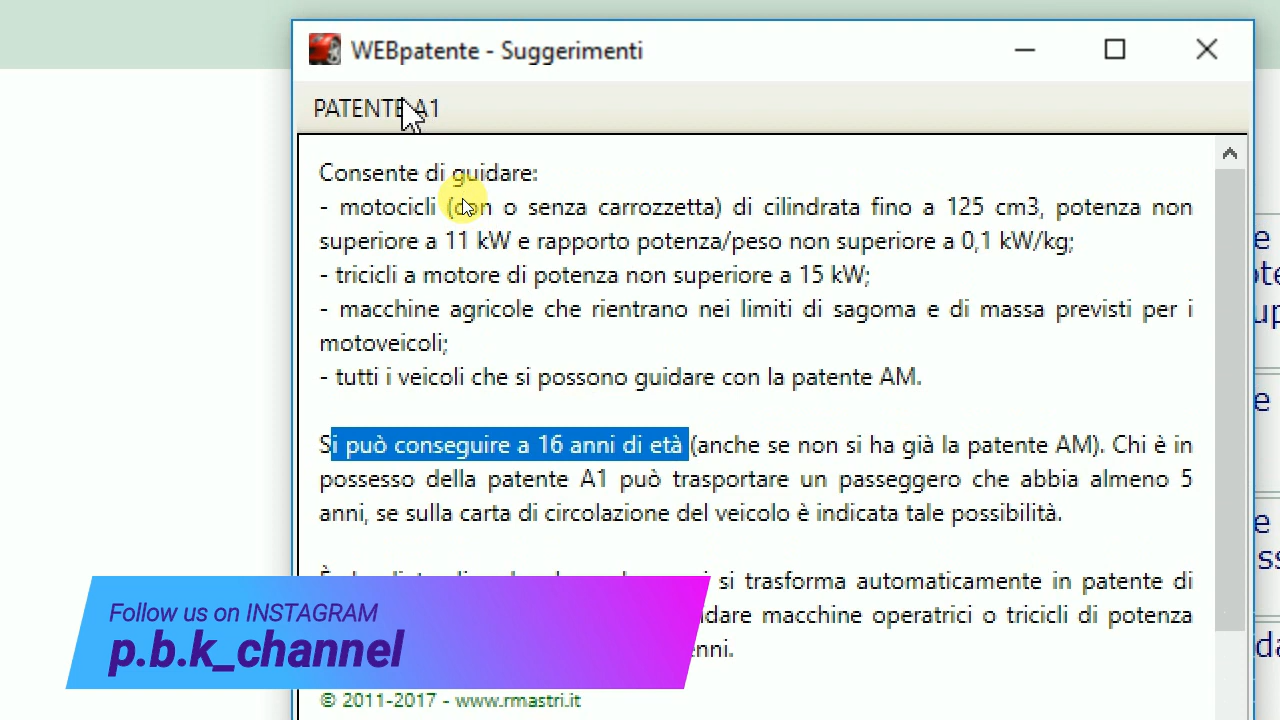 WEBpatente - Suggerimenti
PATENTE A1
Consente di guidare:
- motocicli (con o senza carrozzetta) di cilindrata fino a 125 cm3, potenza non
superiore a 11 kW e rapporto potenza/peso non superiore a 0,1 kW/kg;
- tricicli a motore di potenza non superiore a 15 kW;
- macchine agricole che rientrano nei limiti di sagoma e di massa previsti per i
motoveicoli;
- tutti i veicoli che si possono guidare con la patente AM.
Si può conseguire a 16 anni di età (anche se non si ha già la patente AM). Chi è in
possesso della patente A1 può trasportare un passeggero che abbia almeno 5
anni, se sulla carta di circolazione del veicolo è indicata tale possibilità.
si trasforma automaticamente in patente di
macchine operatrici o tricicli di potenza
Follow us on INSTAGRAM
p.b.k_channel
© 2011-2017 - www.rmastri.it